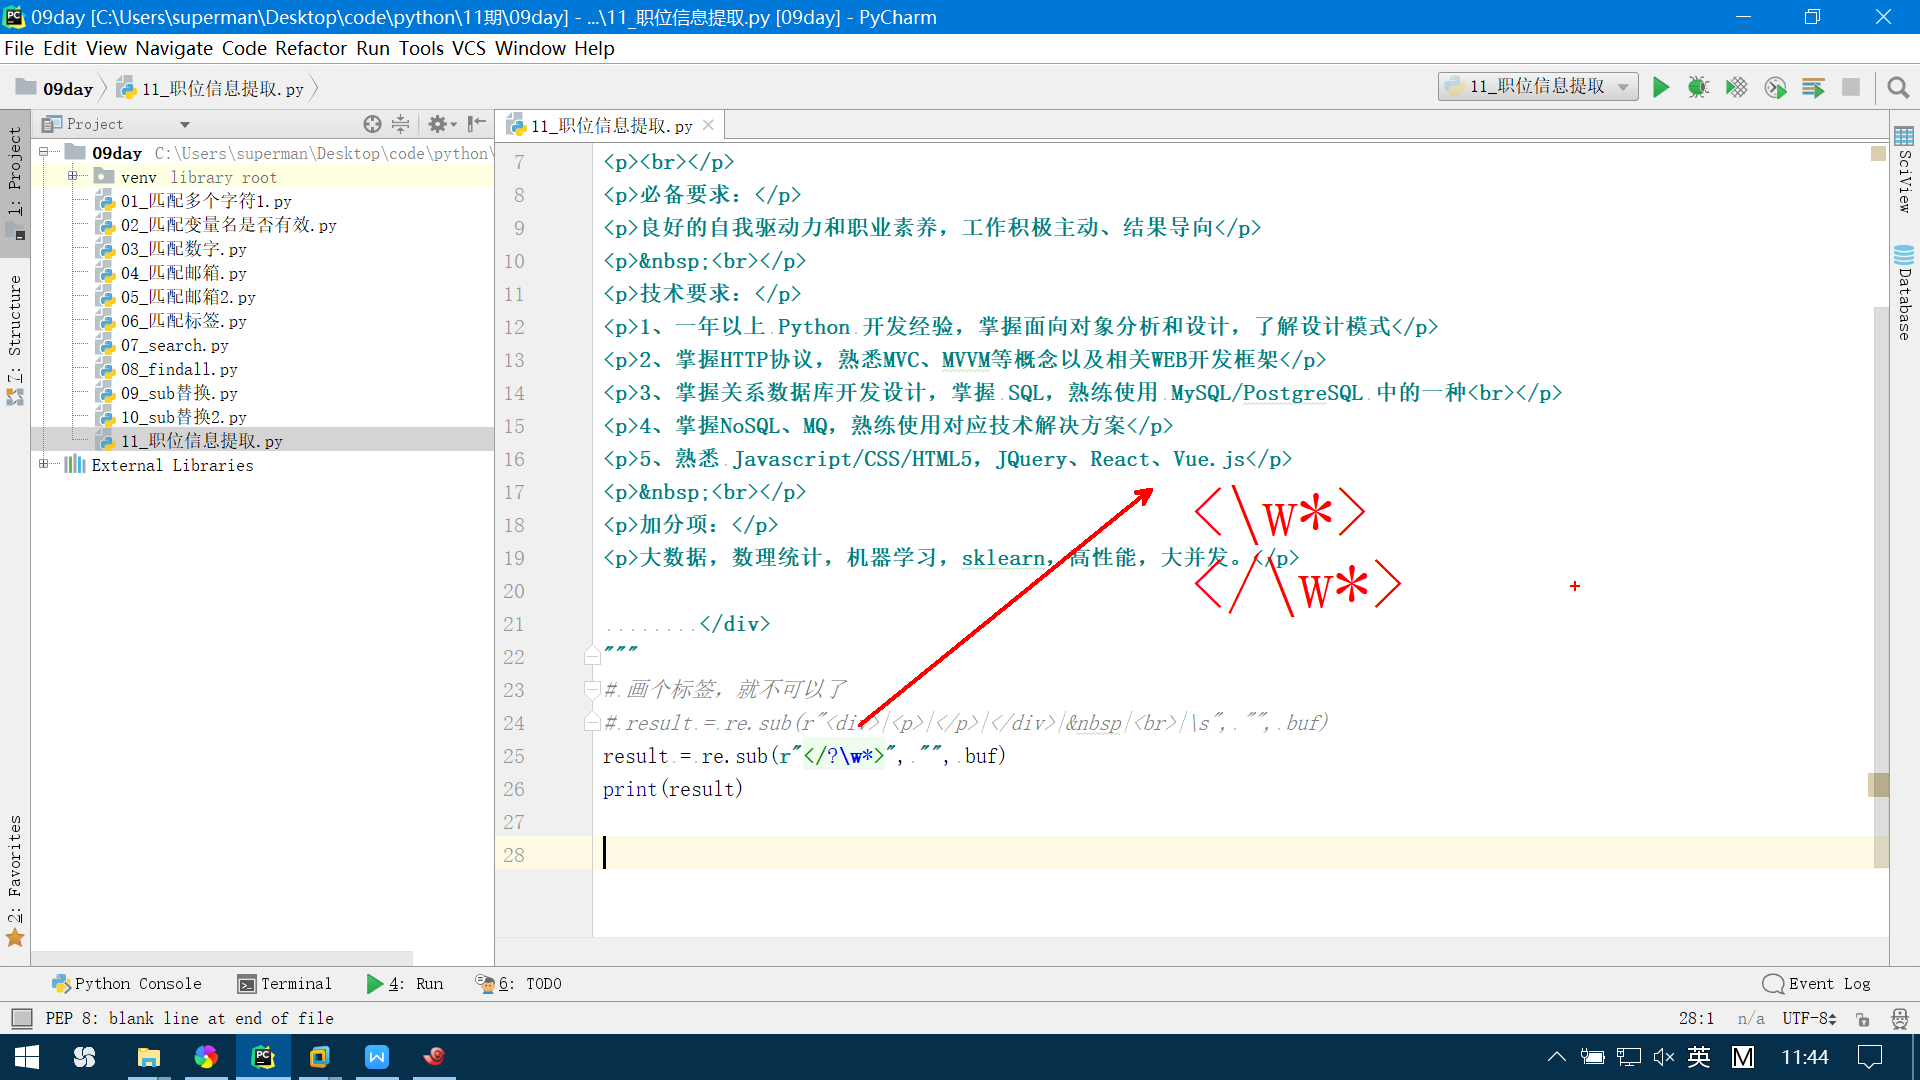 09day [C:\Users\superman\Desktop\code\python\11期\09day] - ...\11_职位信息提取.py [09day] - PyCharm
File Edit View Navigate Code Refactor Run Tools VCS Window Help
09day 11_职位信息提取.py
11_职位信息提取
Project
11_职位信息提取.py
1: Project
7: Structure
2: Favorites
SciView
Database
09day C:\Users\superman\Desktop\code\python\
venv library root
01_匹配多个字符1.py
02_匹配变量名是否有效.py
03_匹配数字.py
04_匹配邮箱.py
05_匹配邮箱2.py
06_匹配标签.py
07_search.py
08_findall.py
09_sub替换.py
10_sub替换2.py
11_职位信息提取.py
External Libraries
7 <p><br></p>
8 <p>必备要求：</p>
9 <p>良好的自我驱动力和职业素养，工作积极主动、结果导向</p>
10 <p>&nbsp;<br></p>
11 <p>技术要求：</p>
12 <p>1、一年以上 Python 开发经验，掌握面向对象分析和设计，了解设计模式</p>
13 <p>2、掌握HTTP协议，熟悉MVC、MVVM等概念以及相关WEB开发框架</p>
14 <p>3、掌握关系数据库开发设计，掌握 SQL，熟练使用 MySQL/PostgreSQL 中的一种<br></p>
15 <p>4、掌握NoSQL、MQ，熟练使用对应技术解决方案</p>
16 <p>5、熟悉 Javascript/CSS/HTML5，JQuery、React、Vue.js</p>
17 <p>&nbsp;<br></p>
18 <p>加分项：</p>
19 <p>大数据，数理统计，机器学习，sklearn，高性能，大并发。</p>
20
21 </div>
22 """
23 # 画个标签，就不可以了
24 # result = re.sub(r"<div>|<p>|</p>|</div>|&nbsp|<br>|\s", "", buf)
25 result = re.sub(r"</?\w*>", "", buf)
26 print(result)
27
28
<\w*>
</\w*>
Python Console Terminal 4: Run 6: TODO Event Log
PEP 8: blank line at end of file 28:1 n/a UTF-8
英 M 11:44